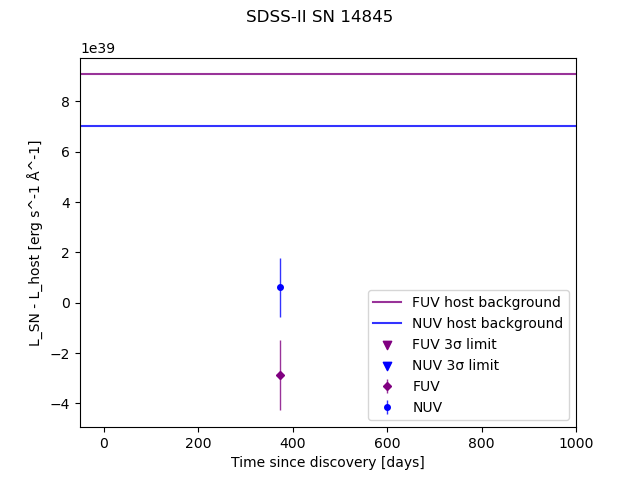 SDSS-II SN 14845
1e39
L_SN - L_host [erg s^-1 Å^-1]
8
6
4
2
0
−2
−4
FUV host background
NUV host background
FUV 3σ limit
NUV 3σ limit
FUV
NUV
0 200 400 600 800 1000
Time since discovery [days]